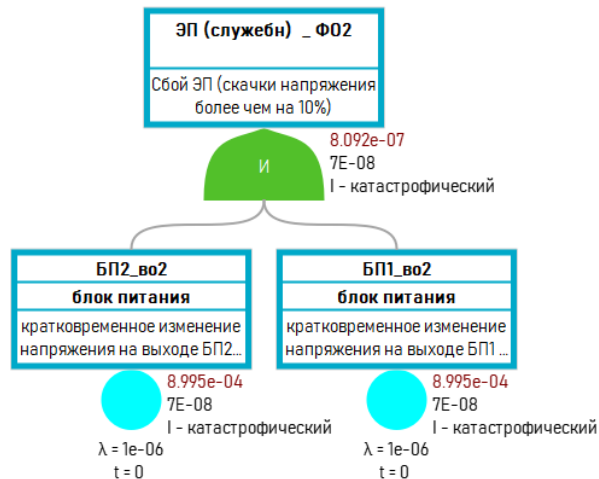 ЭП (служебн) _ ФО2
Сбой ЭП (скачки напряжения
более чем на 10%)
И
8.092e-07
7E-08
I - катастрофический
БП2_во2
блок питания
кратковременное изменение
напряжения на выходе БП2...
8.995e-04
7E-08
I - катастрофический
λ = 1e-06
t = 0
БП1_во2
блок питания
кратковременное изменение
напряжения на выходе БП1 ...
8.995e-04
7E-08
I - катастрофический
λ = 1e-06
t = 0